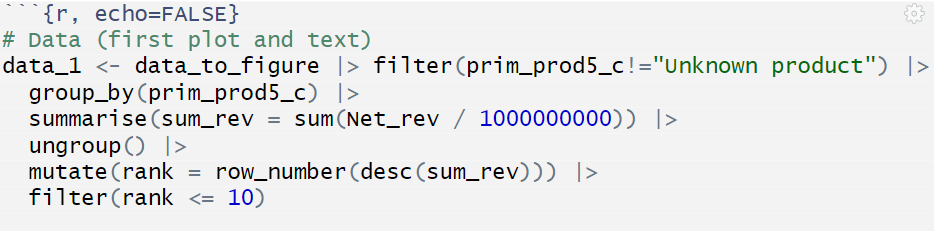 ```{r, echo=FALSE}
# Data (first plot and text)
data_1 <- data_to_figure |> filter(prim_prod5_c!="Unknown product") |>
  group_by(prim_prod5_c) |>
  summarise(sum_rev = sum(Net_rev / 1000000000)) |>
  ungroup() |>
  mutate(rank = row_number(desc(sum_rev))) |>
  filter(rank <= 10)